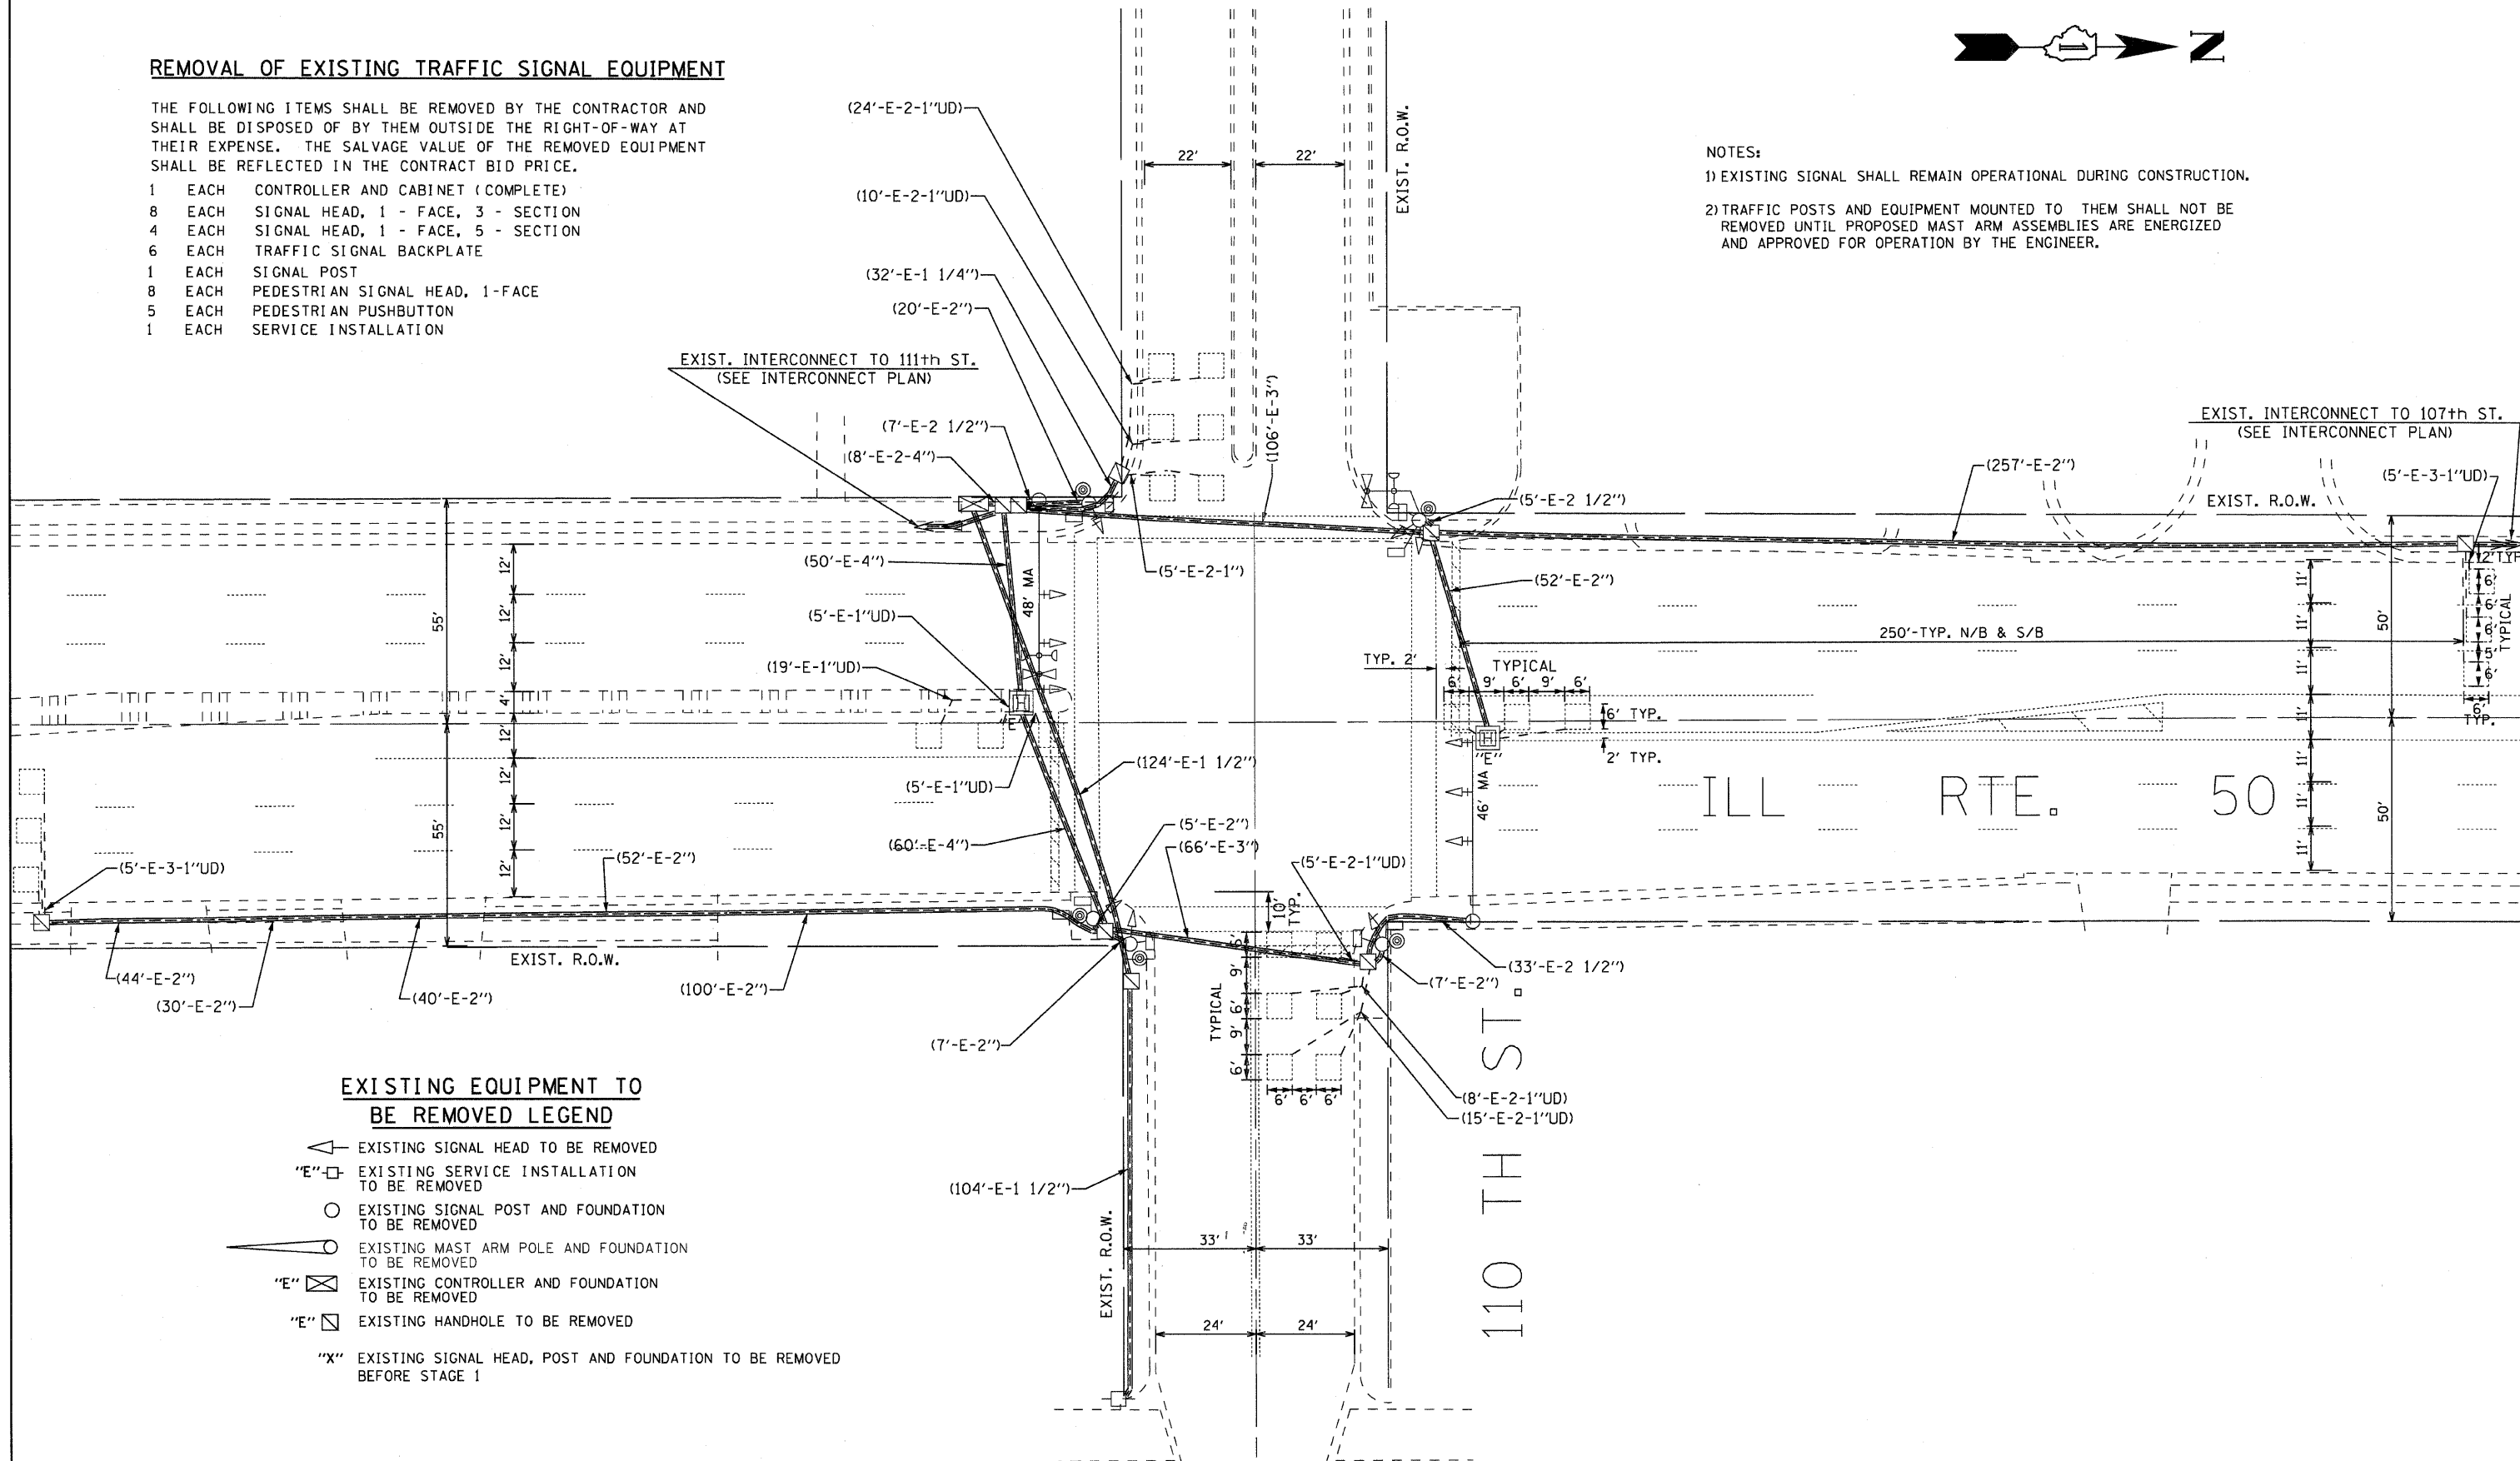 REMOVAL OF EXISTING TRAFFIC SIGNAL EQUIPMENT
THE FOLLOWING ITEMS SHALL BE REMOVED BY THE CONTRACTOR AND
SHALL BE DISPOSED OF BY THEM OUTSIDE THE RIGHT-OF-WAY AT
THEIR EXPENSE. THE SALVAGE VALUE OF THE REMOVED EQUIPMENT
SHALL BE REFLECTED IN THE CONTRACT BID PRICE.
1 EACH CONTROLLER AND CABINET (COMPLETE)
8 EACH SIGNAL HEAD, 1 - FACE, 3 - SECTION
4 EACH SIGNAL HEAD, 1 - FACE, 5 - SECTION
6 EACH TRAFFIC SIGNAL BACKPLATE
1 EACH SIGNAL POST
8 EACH PEDESTRIAN SIGNAL HEAD, 1-FACE
5 EACH PEDESTRIAN PUSHBUTTON
1 EACH SERVICE INSTALLATION
N
1
NOTES:
1) EXISTING SIGNAL SHALL REMAIN OPERATIONAL DURING CONSTRUCTION.
2) TRAFFIC POSTS AND EQUIPMENT MOUNTED TO THEM SHALL NOT BE
REMOVED UNTIL PROPOSED MAST ARM ASSEMBLIES ARE ENERGIZED
AND APPROVED FOR OPERATION BY THE ENGINEER.
(24'-E-2-1"UD)
(10'-E-2-1"UD)
(32'-E-1 1/4")
(20'-E-2")
22'
22'
EXIST. R.O.W.
EXIST. INTERCONNECT TO 111th ST.
(SEE INTERCONNECT PLAN)
(7'-E-2 1/2")
(8'-E-2-4")
(106'-E-3")
EXIST. INTERCONNECT TO 107th ST.
(SEE INTERCONNECT PLAN)
(257'-E-2")
(5'-E-3-1"UD)
EXIST. R.O.W.
(5'-E-2 1/2")
(50'-E-4")
(5'-E-2-1")
(52'-E-2")
48' MA
(5'-E-1"UD)
(19'-E-1"UD)
55'
12'
12'
12'
4'
12'
12'
12'
12'
55'
"E"
250'-TYP. N/B & S/B
TYP. 2'
TYPICAL
6'
9'
6'
9'
6'
6' TYP.
2' TYP.
"E"
46' MA
2' TYP
6'
6'
6'
5'
6'
TYPICAL
6'
TYP.
11'
11'
11'
11'
11'
11'
11'
50'
50'
ILL RTE. 50
(124'-E-1 1/2")
(5'-E-1"UD)
(60'-E-4")
(5'-E-2")
(66'-E-3")
(5'-E-2-1"UD)
(5'-E-3-1"UD)
(52'-E-2")
(44'-E-2")
(30'-E-2")
(40'-E-2")
(100'-E-2")
EXIST. R.O.W.
10'
TYP.
9'
6'
9'
6'
TYPICAL
6'
6'
6'
(33'-E-2 1/2")
(7'-E-2")
(7'-E-2")
(8'-E-2-1"UD)
(15'-E-2-1"UD)
(104'-E-1 1/2")
EXIST. R.O.W.
33'
33'
24'
24'
110 TH ST.
EXISTING EQUIPMENT TO
BE REMOVED LEGEND
EXISTING SIGNAL HEAD TO BE REMOVED
"E" EXISTING SERVICE INSTALLATION
TO BE REMOVED
EXISTING SIGNAL POST AND FOUNDATION
TO BE REMOVED
EXISTING MAST ARM POLE AND FOUNDATION
TO BE REMOVED
"E" EXISTING CONTROLLER AND FOUNDATION
TO BE REMOVED
"E" EXISTING HANDHOLE TO BE REMOVED
"X" EXISTING SIGNAL HEAD, POST AND FOUNDATION TO BE REMOVED
BEFORE STAGE 1